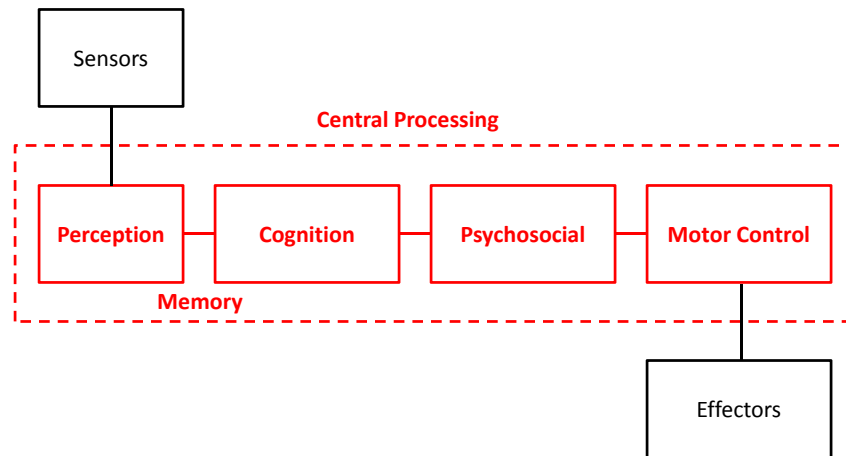 Sensors
Central Processing
Perception
Cognition
Psychosocial
Motor Control
Memory
Effectors